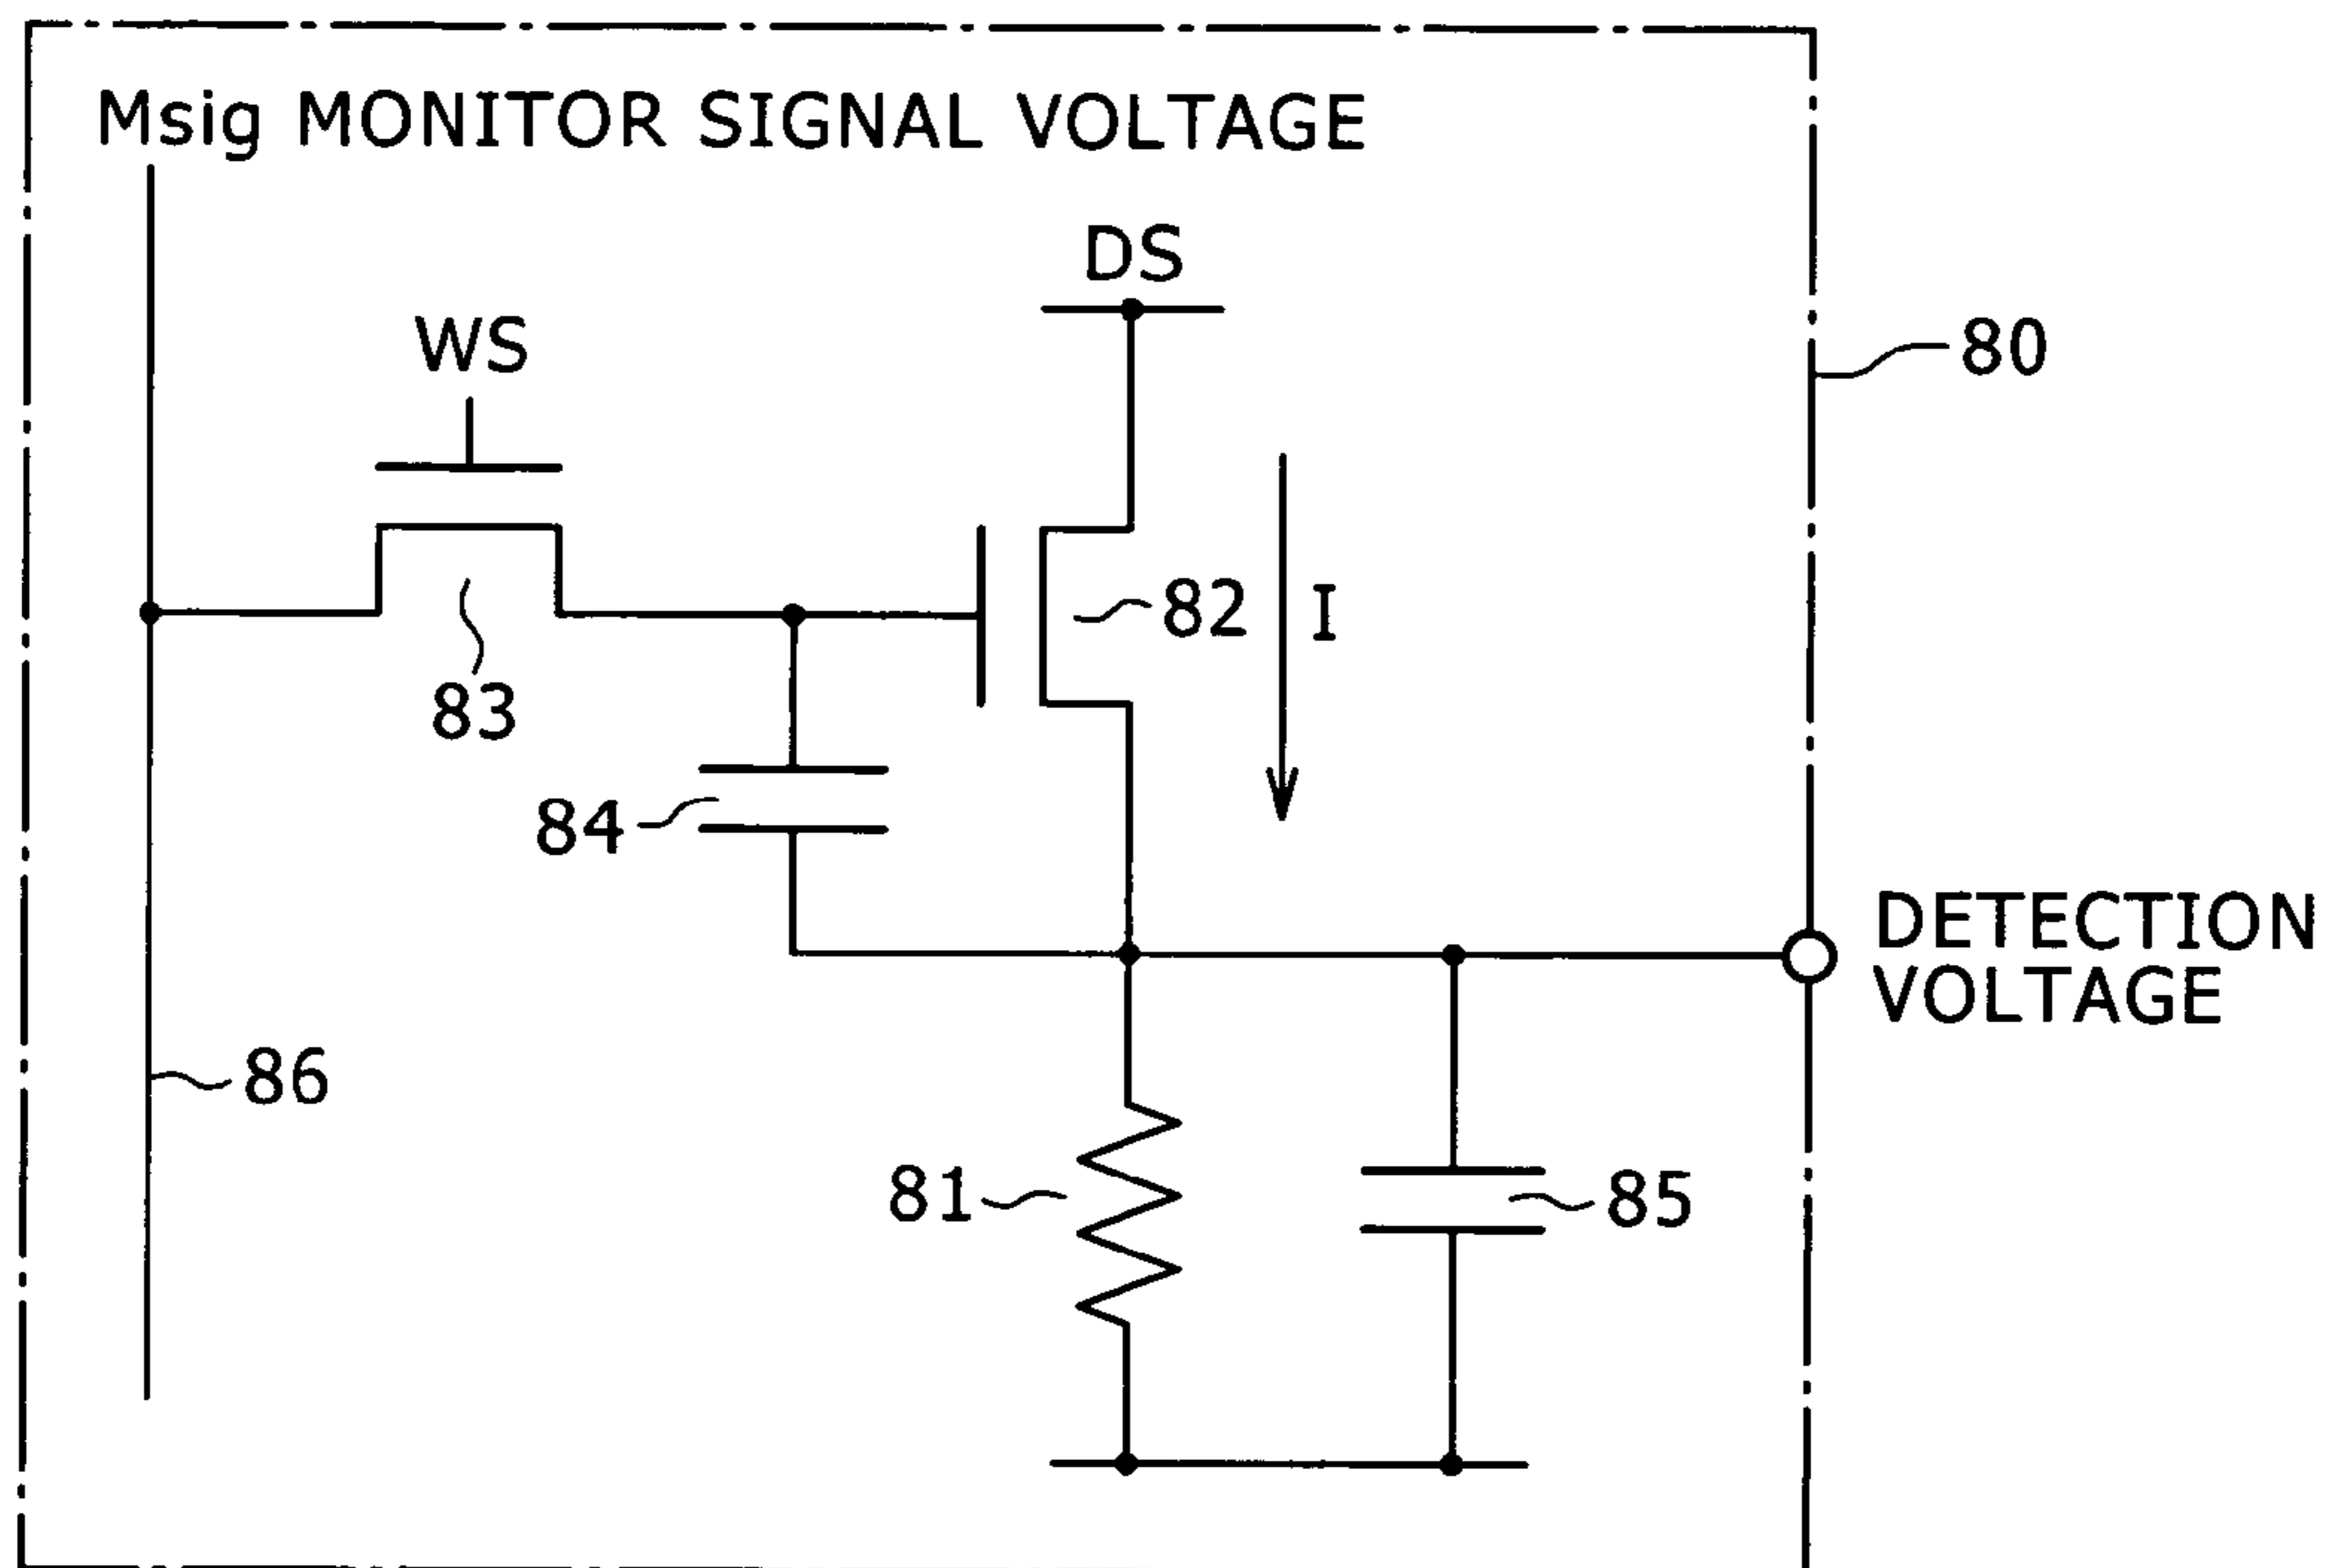 Msig MONITOR SIGNAL VOLTAGE
DS
WS
80
82
I
83
84
DETECTION
VOLTAGE
86
81
85